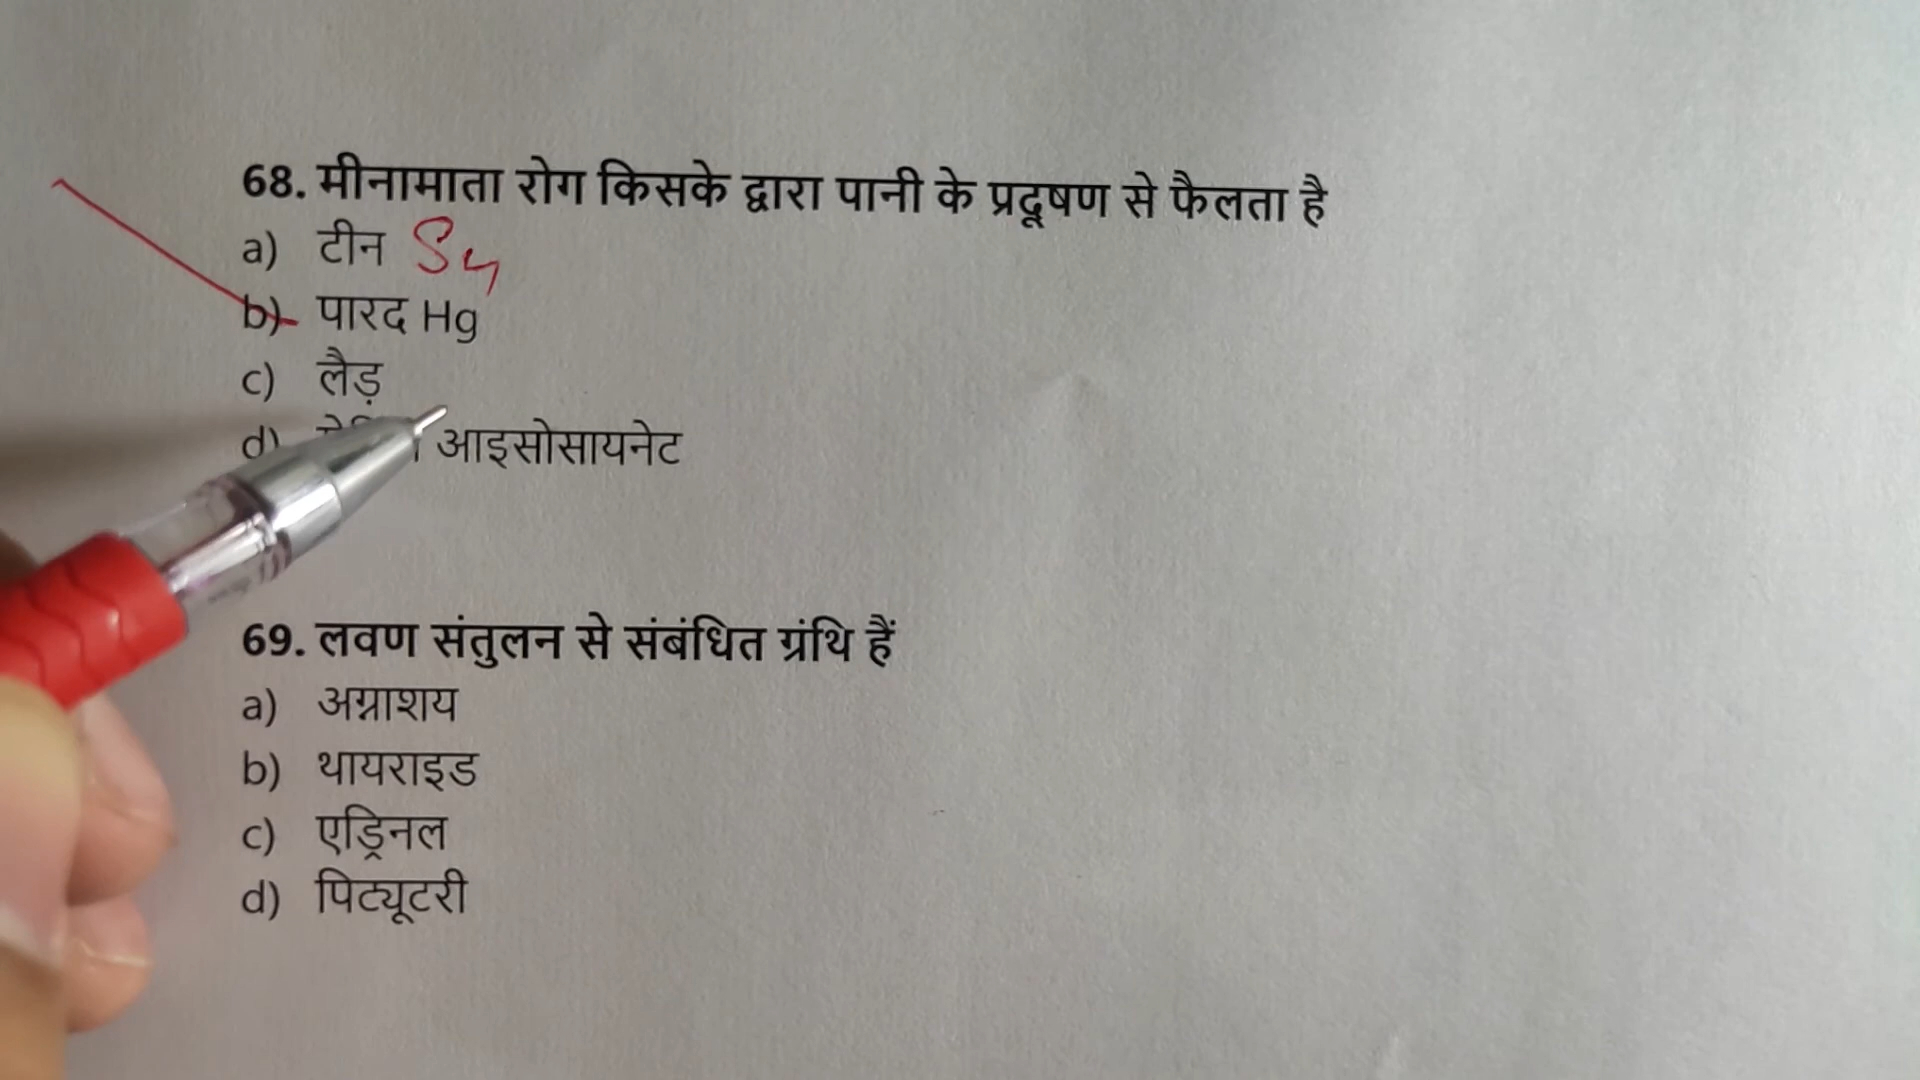 68. मीनामाता रोग किसके द्वारा पानी के प्रदूषण से फैलता है
a) टीन Sn
b) पारद Hg
c) लैड़
d) आइसोसायनेट
69. लवण संतुलन से संबंधित ग्रंथि हैं
a) अग्नाशय
b) थायराइड
c) एड्रिनल
d) पिट्यूटरी